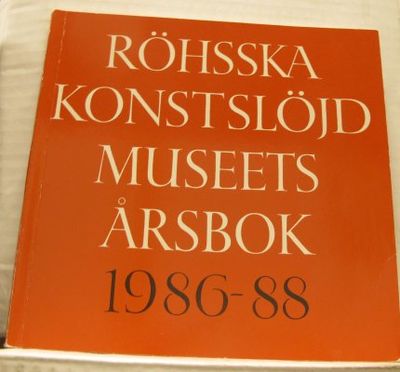 RÖHSSKA
KONSTSLÖJD
MUSEETS
ÅRSBOK
1986-88